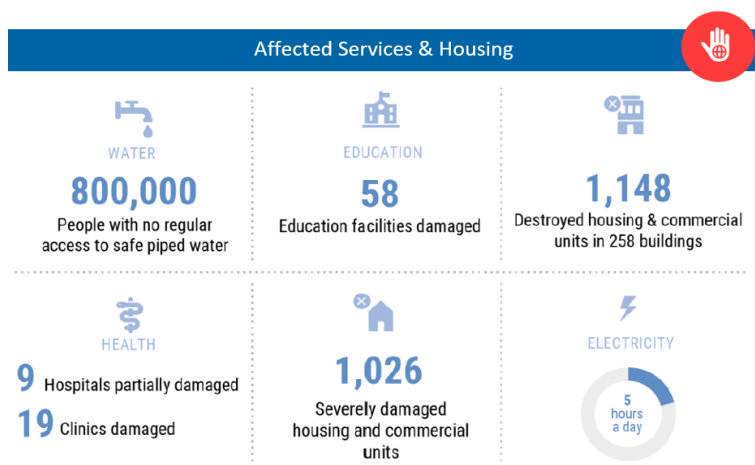 Affected Services & Housing
WATER
800,000
People with no regular
access to safe piped water
EDUCATION
58
Education facilities damaged
1,148
Destroyed housing & commercial
units in 258 buildings
HEALTH
9 Hospitals partially damaged
19 Clinics damaged
1,026
Severely damaged
housing and commercial
units
ELECTRICITY
5
hours
a day